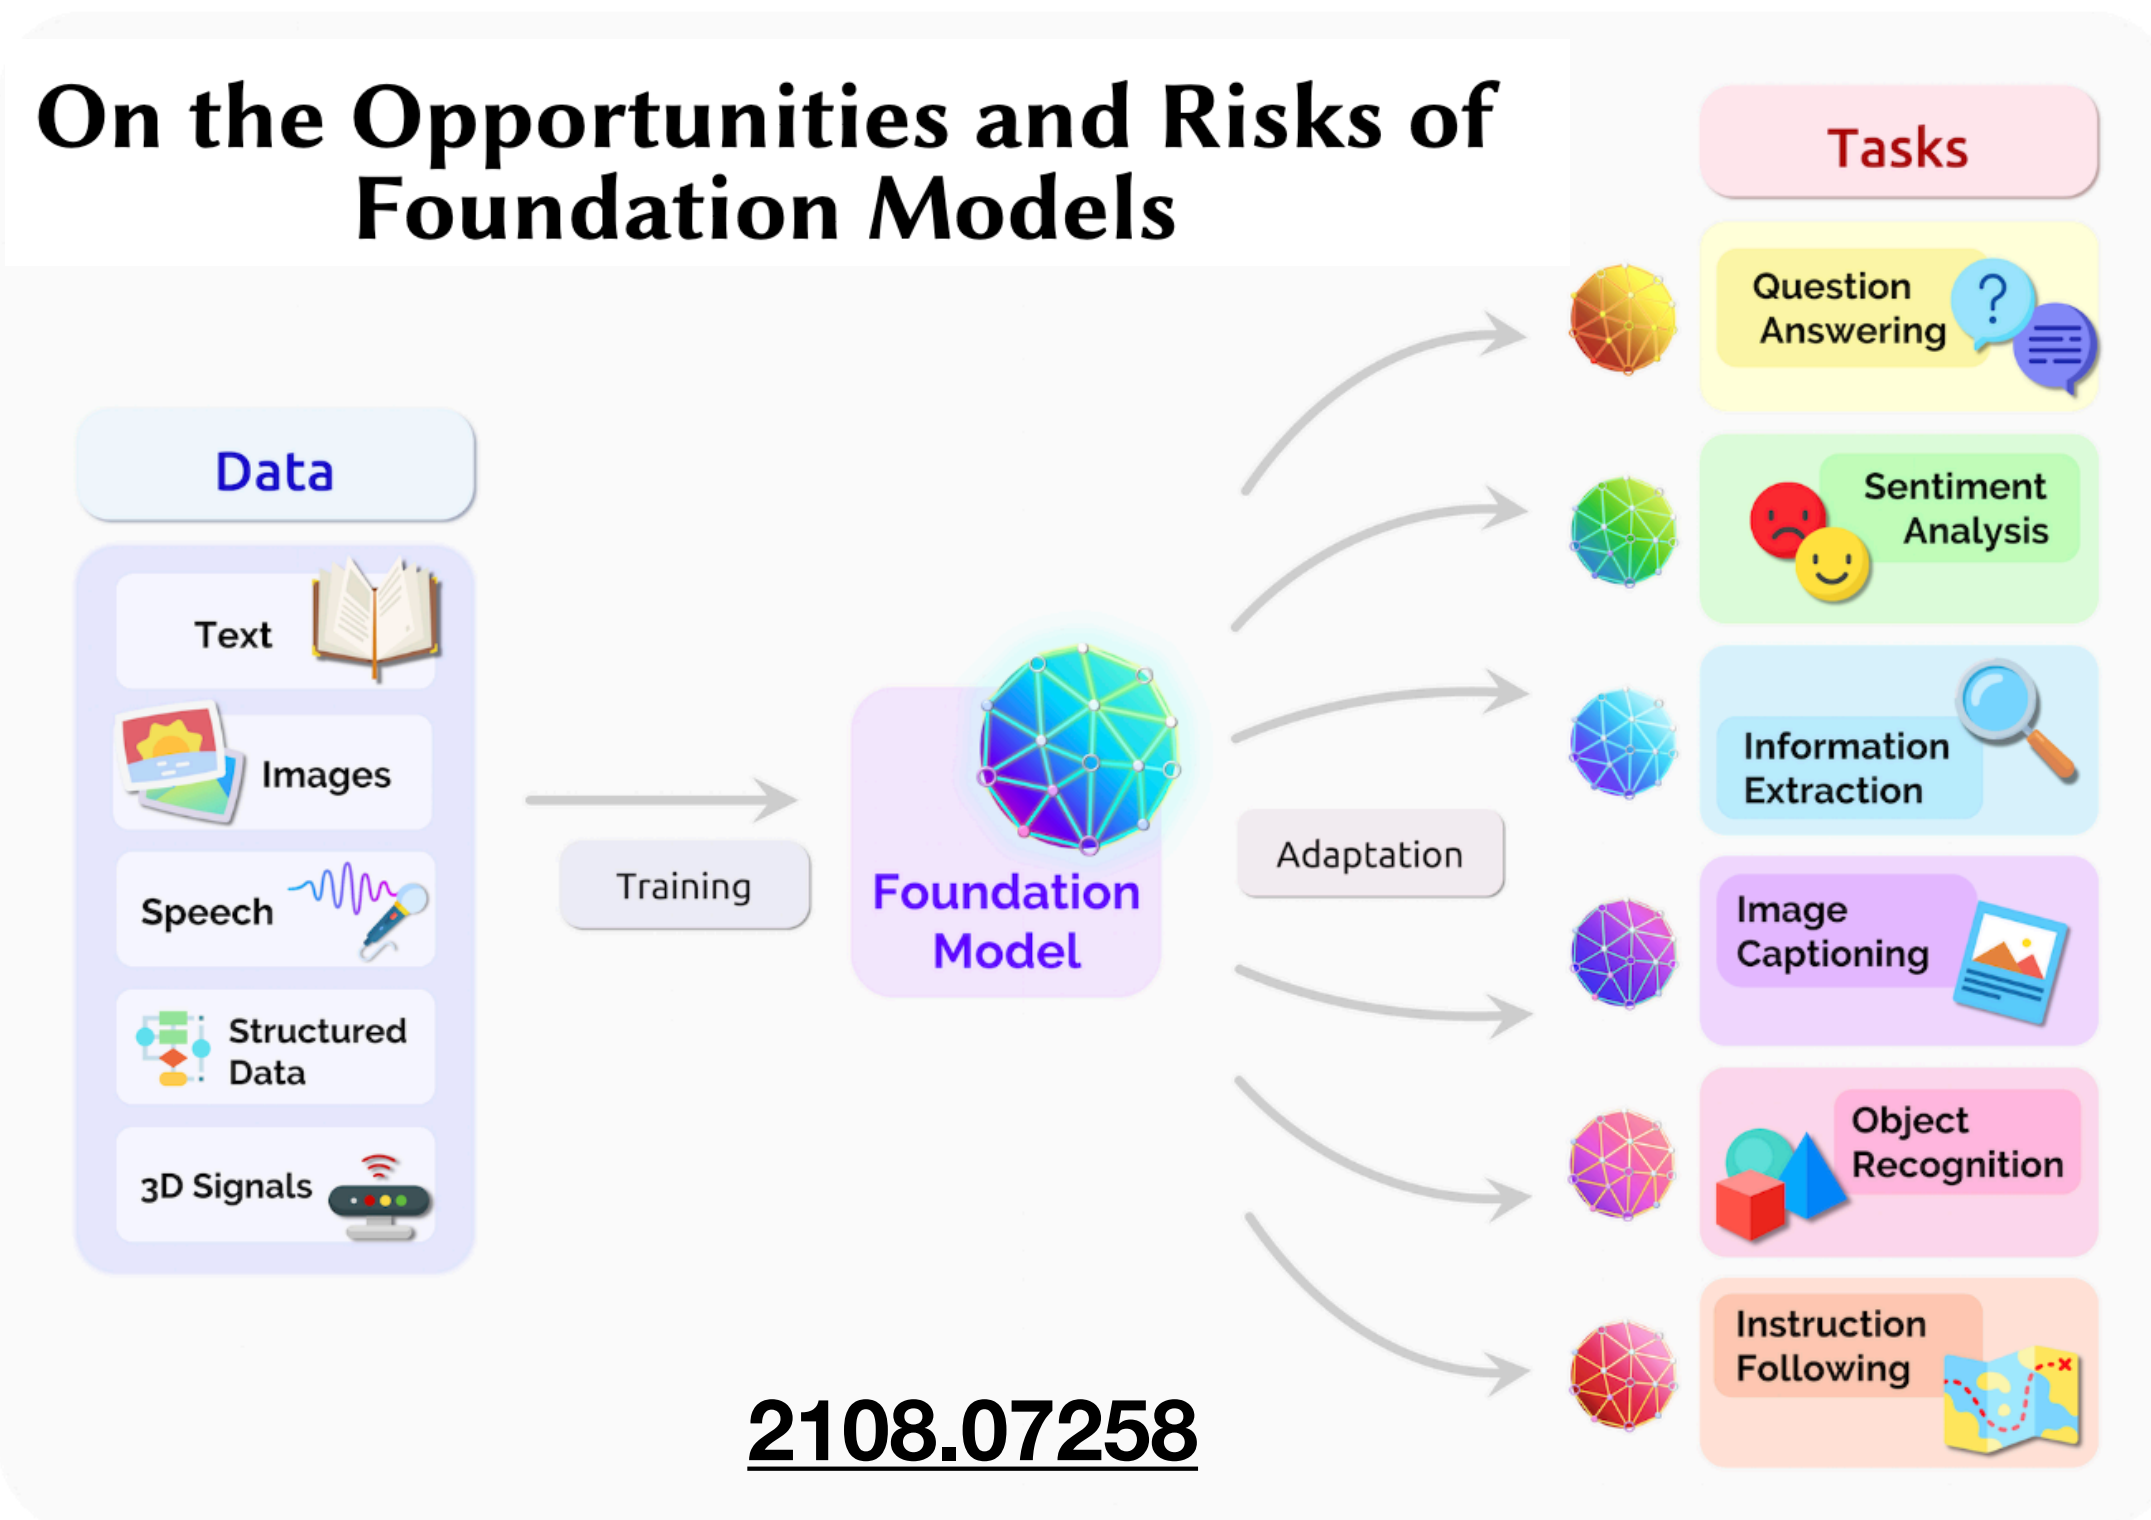 On the Opportunities and Risks of
Foundation Models
Data
Text
Images
Speech
Structured
Data
3D Signals
Training
Foundation
Model
Adaptation
Tasks
Question
Answering
?
Sentiment
Analysis
Information
Extraction
Image
Captioning
Object
Recognition
Instruction
Following
2108.07258